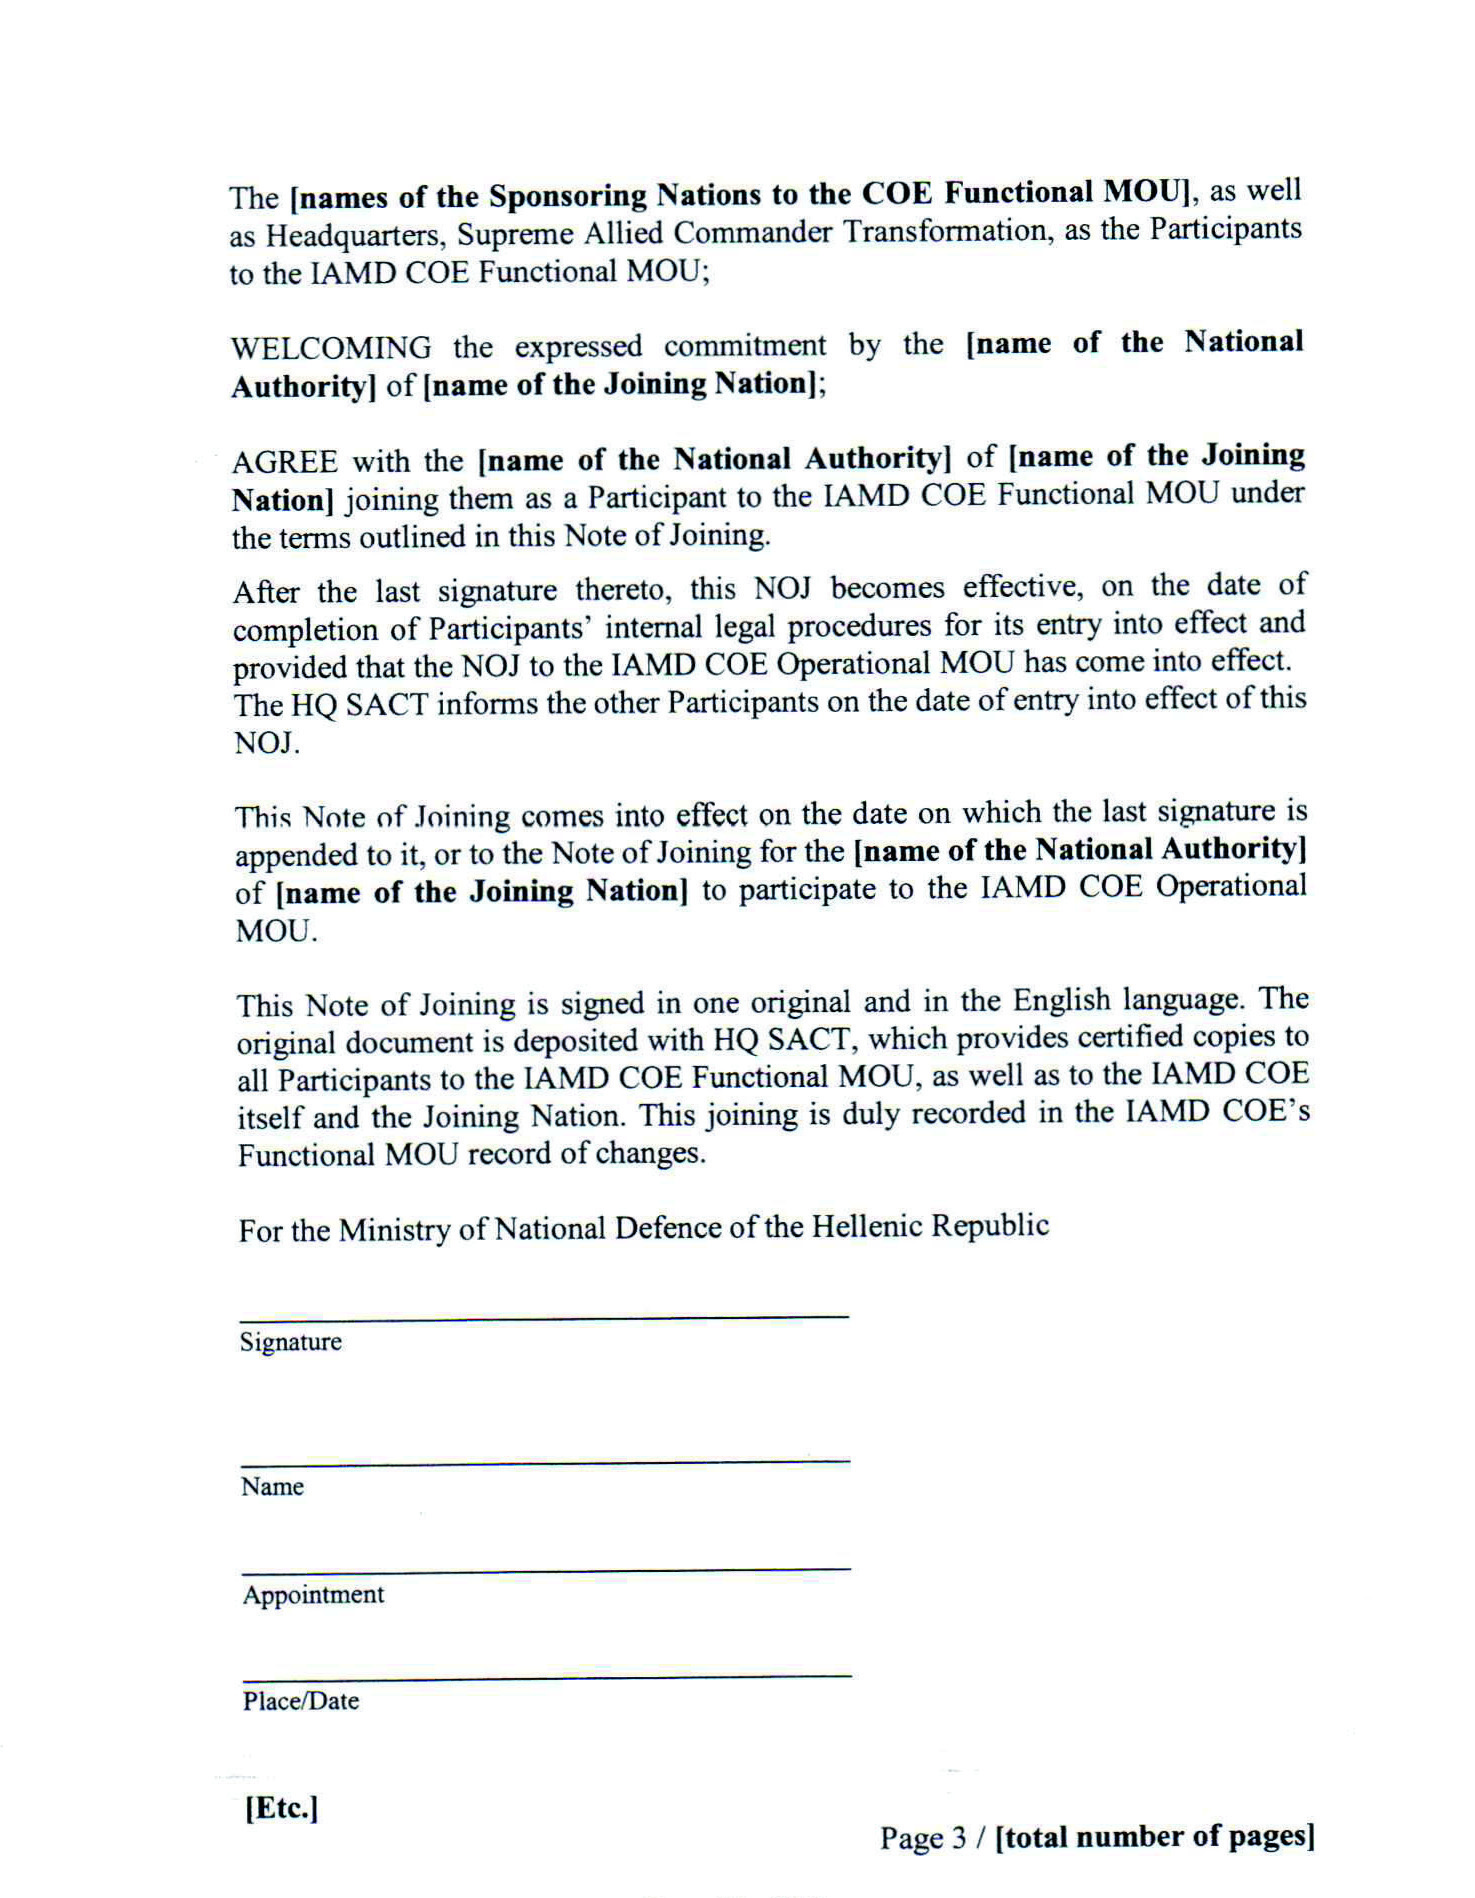 The [names of the Sponsoring Nations to the COE Functional MOU], as well
as Headquarters, Supreme Allied Commander Transformation, as the Participants
to the IAMD COE Functional MOU;
WELCOMING the expressed commitment by the [name of the National
Authority] of [name of the Joining Nation];
AGREE with the [name of the National Authority] of [name of the Joining
Nation] joining them as a Participant to the IAMD COE Functional MOU under
the terms outlined in this Note of Joining.
After the last signature thereto, this NOJ becomes effective, on the date of
completion of Participants' internal legal procedures for its entry into effect and
provided that the NOJ to the IAMD COE Operational MOU has come into effect.
The HQ SACT informs the other Participants on the date of entry into effect of this
NOJ.
This Note of Joining comes into effect on the date on which the last signature is
appended to it, or to the Note of Joining for the [name of the National Authority]
of [name of the Joining Nation] to participate to the IAMD COE Operational
MOU.
This Note of Joining is signed in one original and in the English language. The
original document is deposited with HQ SACT, which provides certified copies to
all Participants to the IAMD COE Functional MOU, as well as to the IAMD COE
itself and the Joining Nation. This joining is duly recorded in the IAMD COE's
Functional MOU record of changes.
For the Ministry of National Defence of the Hellenic Republic
Signature
Name
Appointment
Place/Date
[Etc.]
Page 3 / [total number of pages]